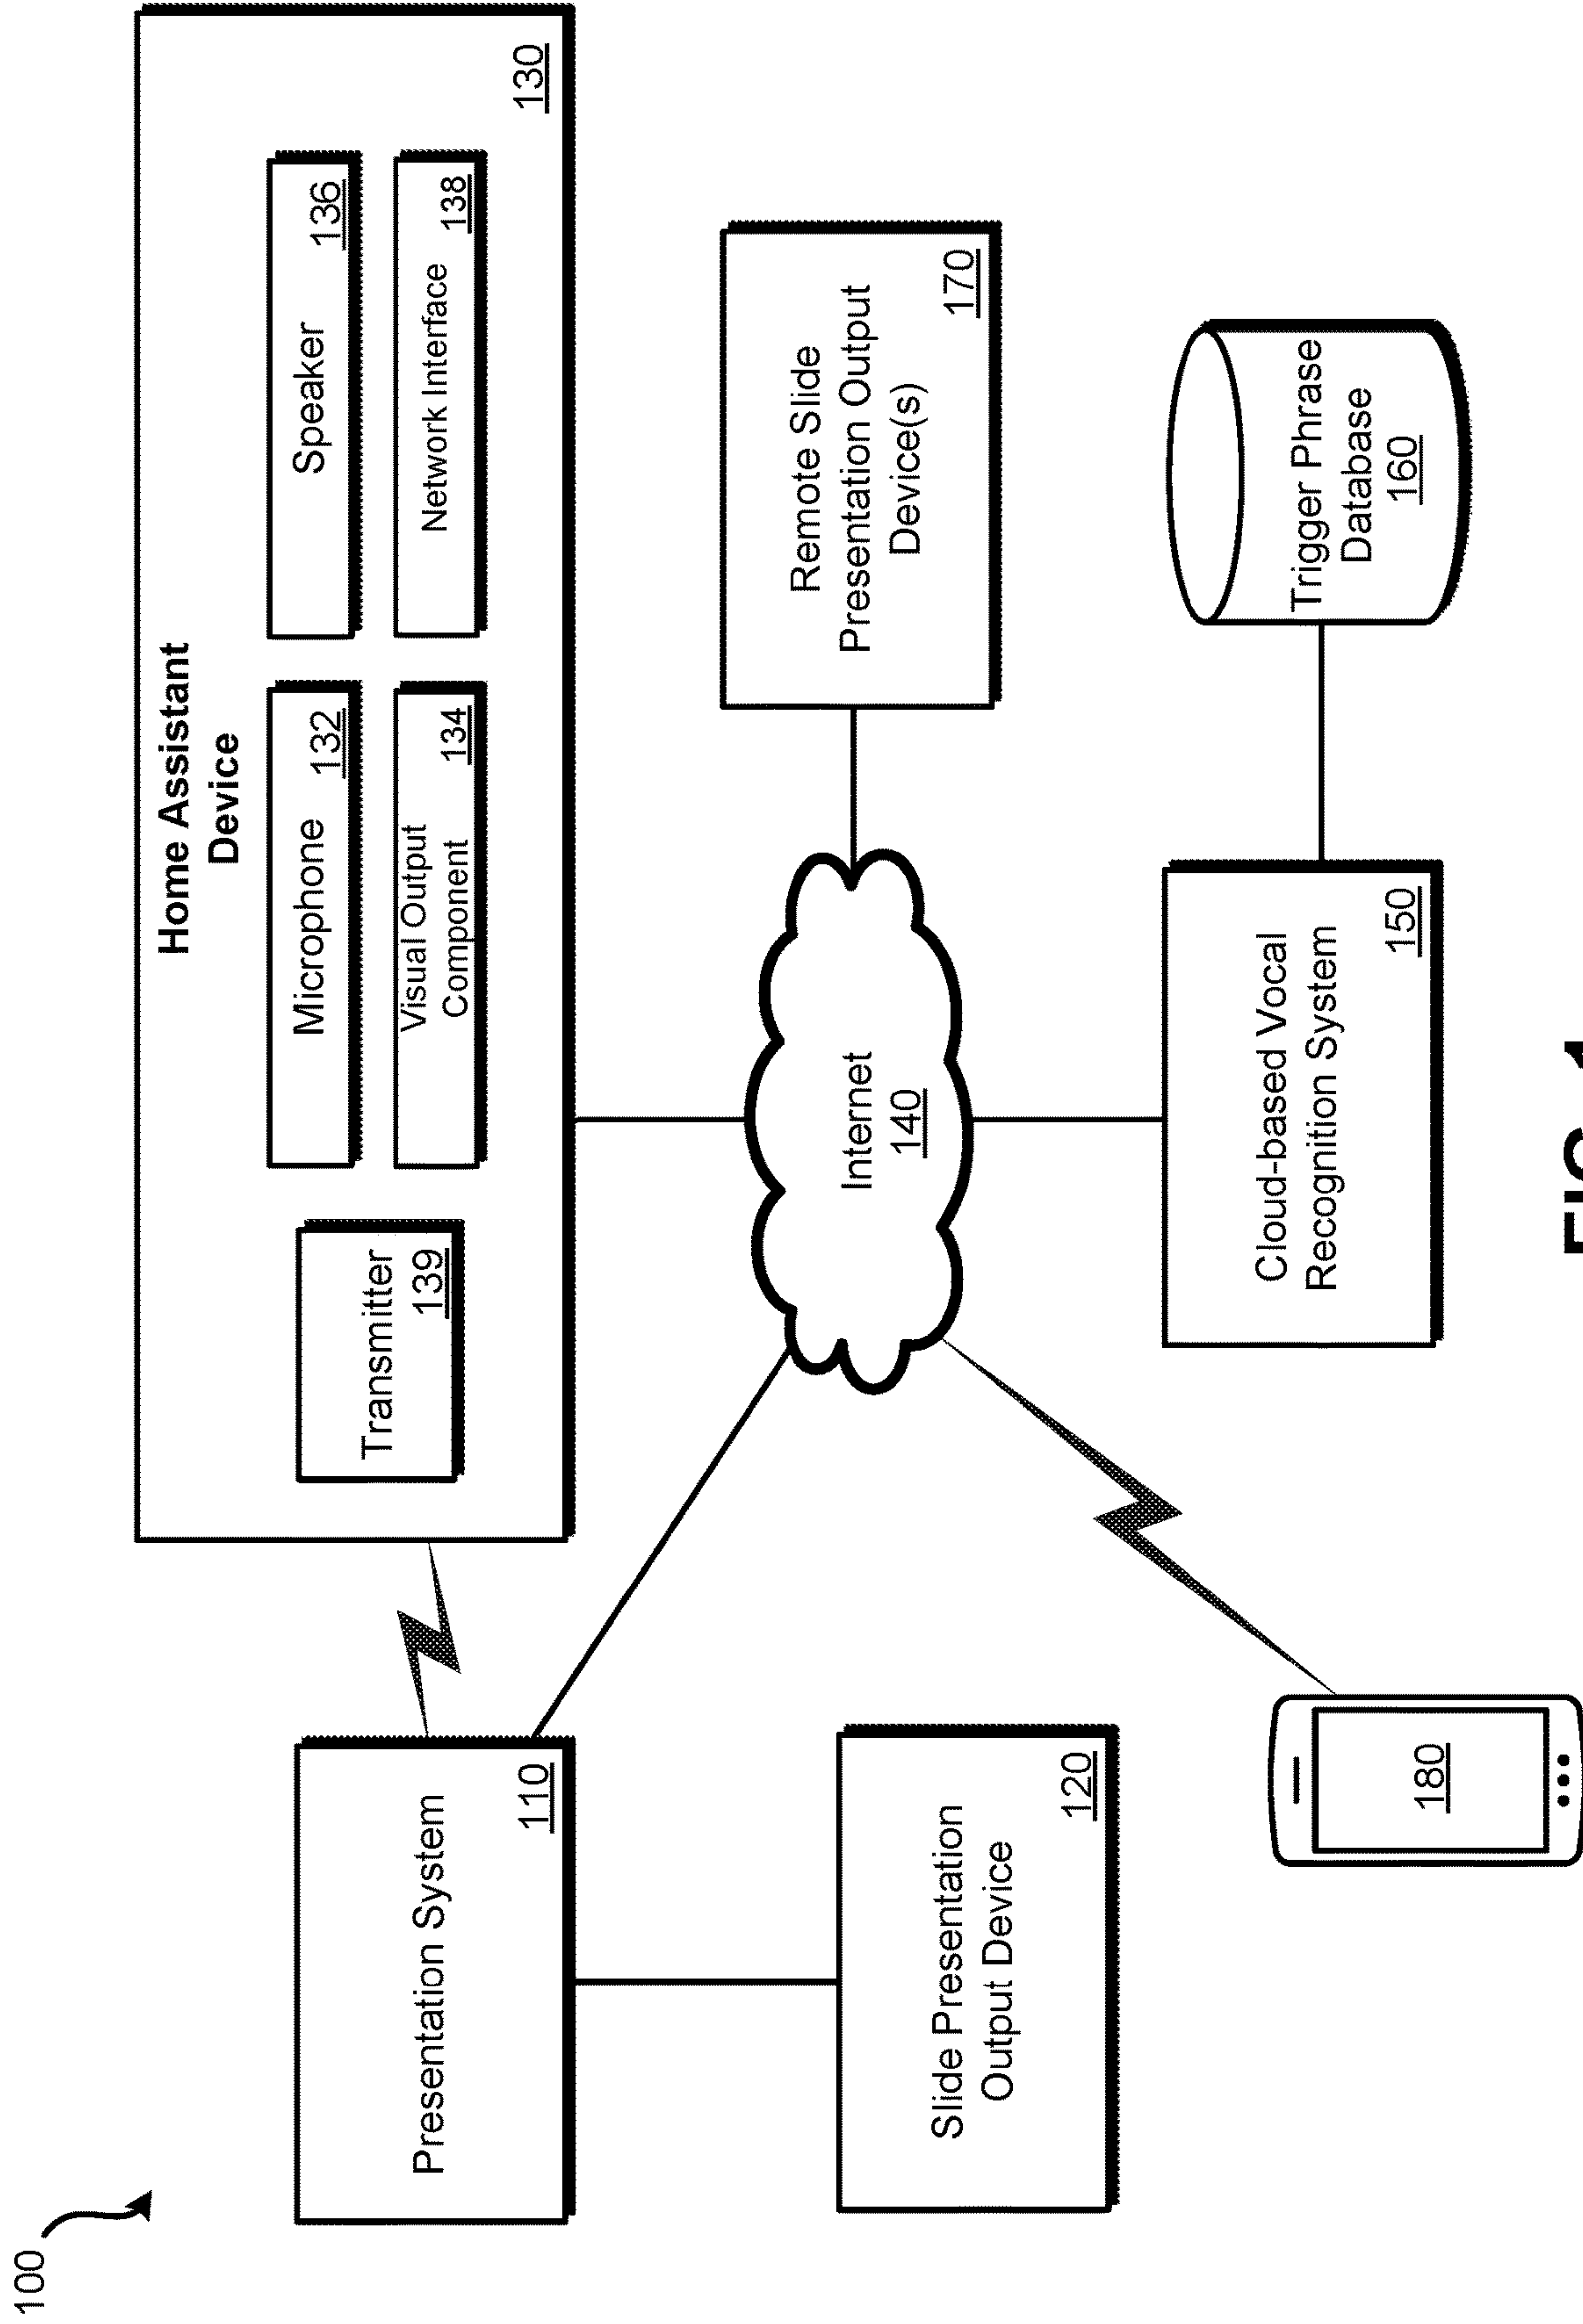 100
Presentation System
110
Slide Presentation
Output Device
120
180
Home Assistant
Device
130
Transmitter
139
Microphone
132
Speaker
136
Visual Output
Component
134
Network Interface
138
Internet
140
Remote Slide
Presentation Output
Device(s)
170
Cloud-based Vocal
Recognition System
150
Trigger Phrase
Database
160